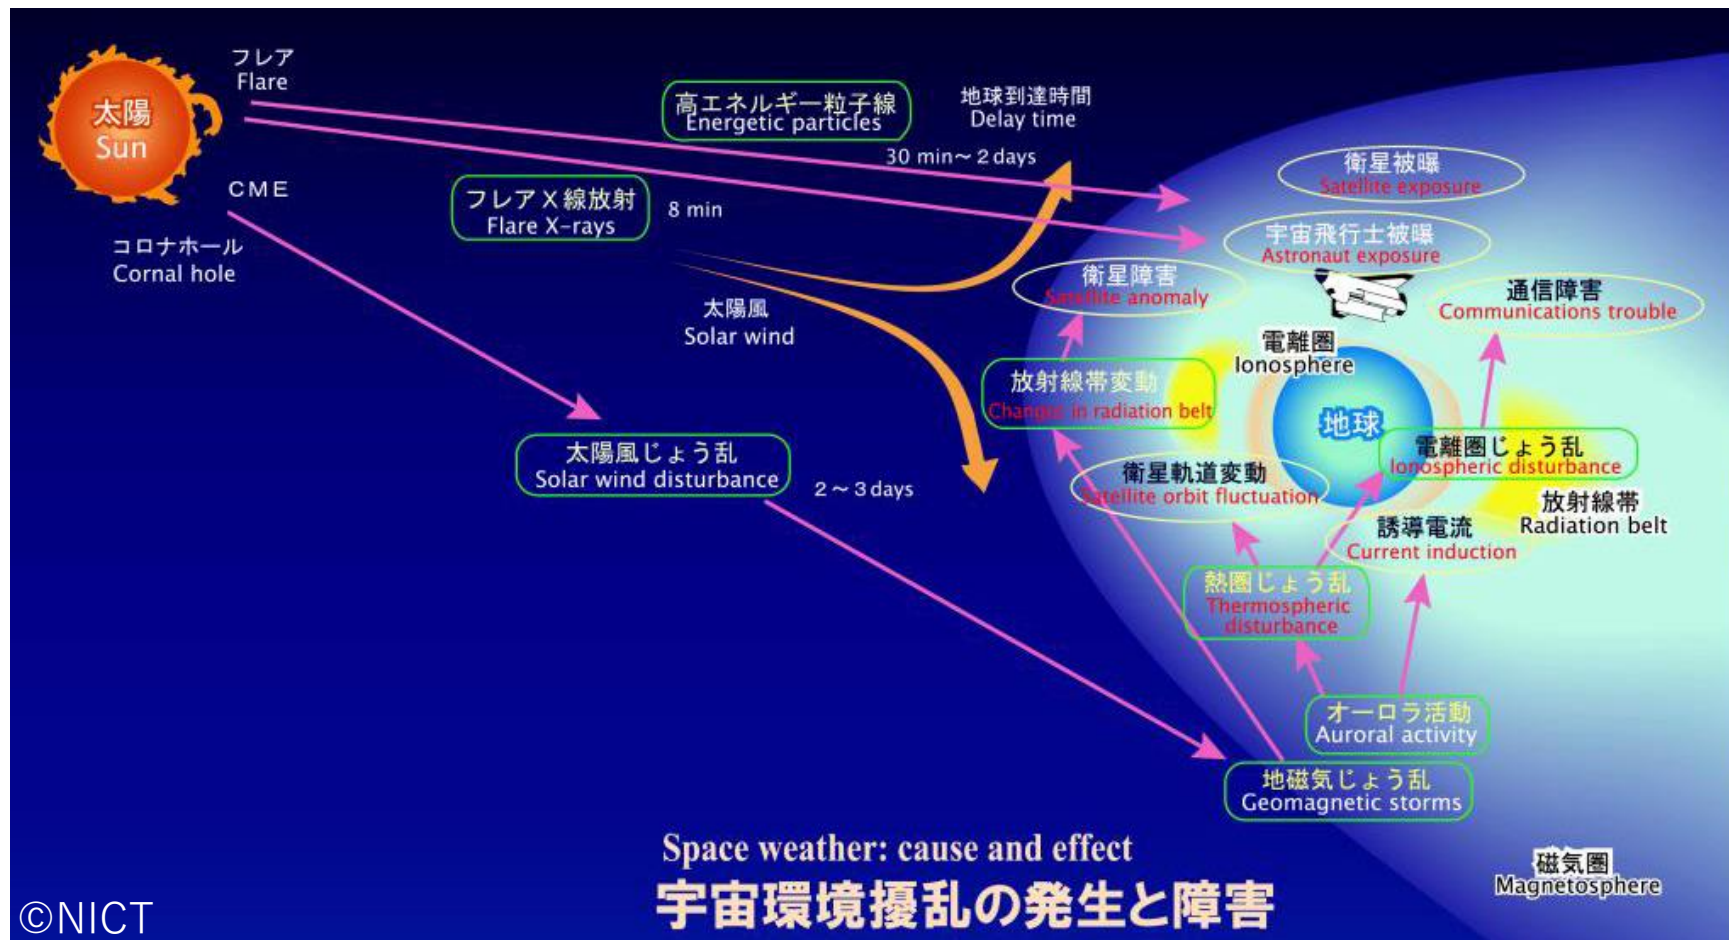 フレア
Flare
太陽
Sun
CME
コロナホール
Cornal hole
高エネルギー粒子線
Energetic particles
地球到達時間
Delay time
30 min～2 days
フレアX線放射
Flare X-rays
8 min
太陽風
Solar wind
太陽風じょう乱
Solar wind disturbance
2～3 days
衛星被曝
Satellite exposure
宇宙飛行士被曝
Astronaut exposure
衛星障害
Satellite anomaly
通信障害
Communications trouble
電離圏
Ionosphere
放射線帯変動
Changes in radiation belt
地球
電離圏じょう乱
Ionospheric disturbance
衛星軌道変動
Satellite orbit fluctuation
放射線帯
Radiation belt
誘導電流
Current induction
熱圏じょう乱
Thermospheric
disturbance
オーロラ活動
Auroral activity
地磁気じょう乱
Geomagnetic storms
磁気圏
Magnetosphere
Space weather: cause and effect
宇宙環境擾乱の発生と障害
©NICT